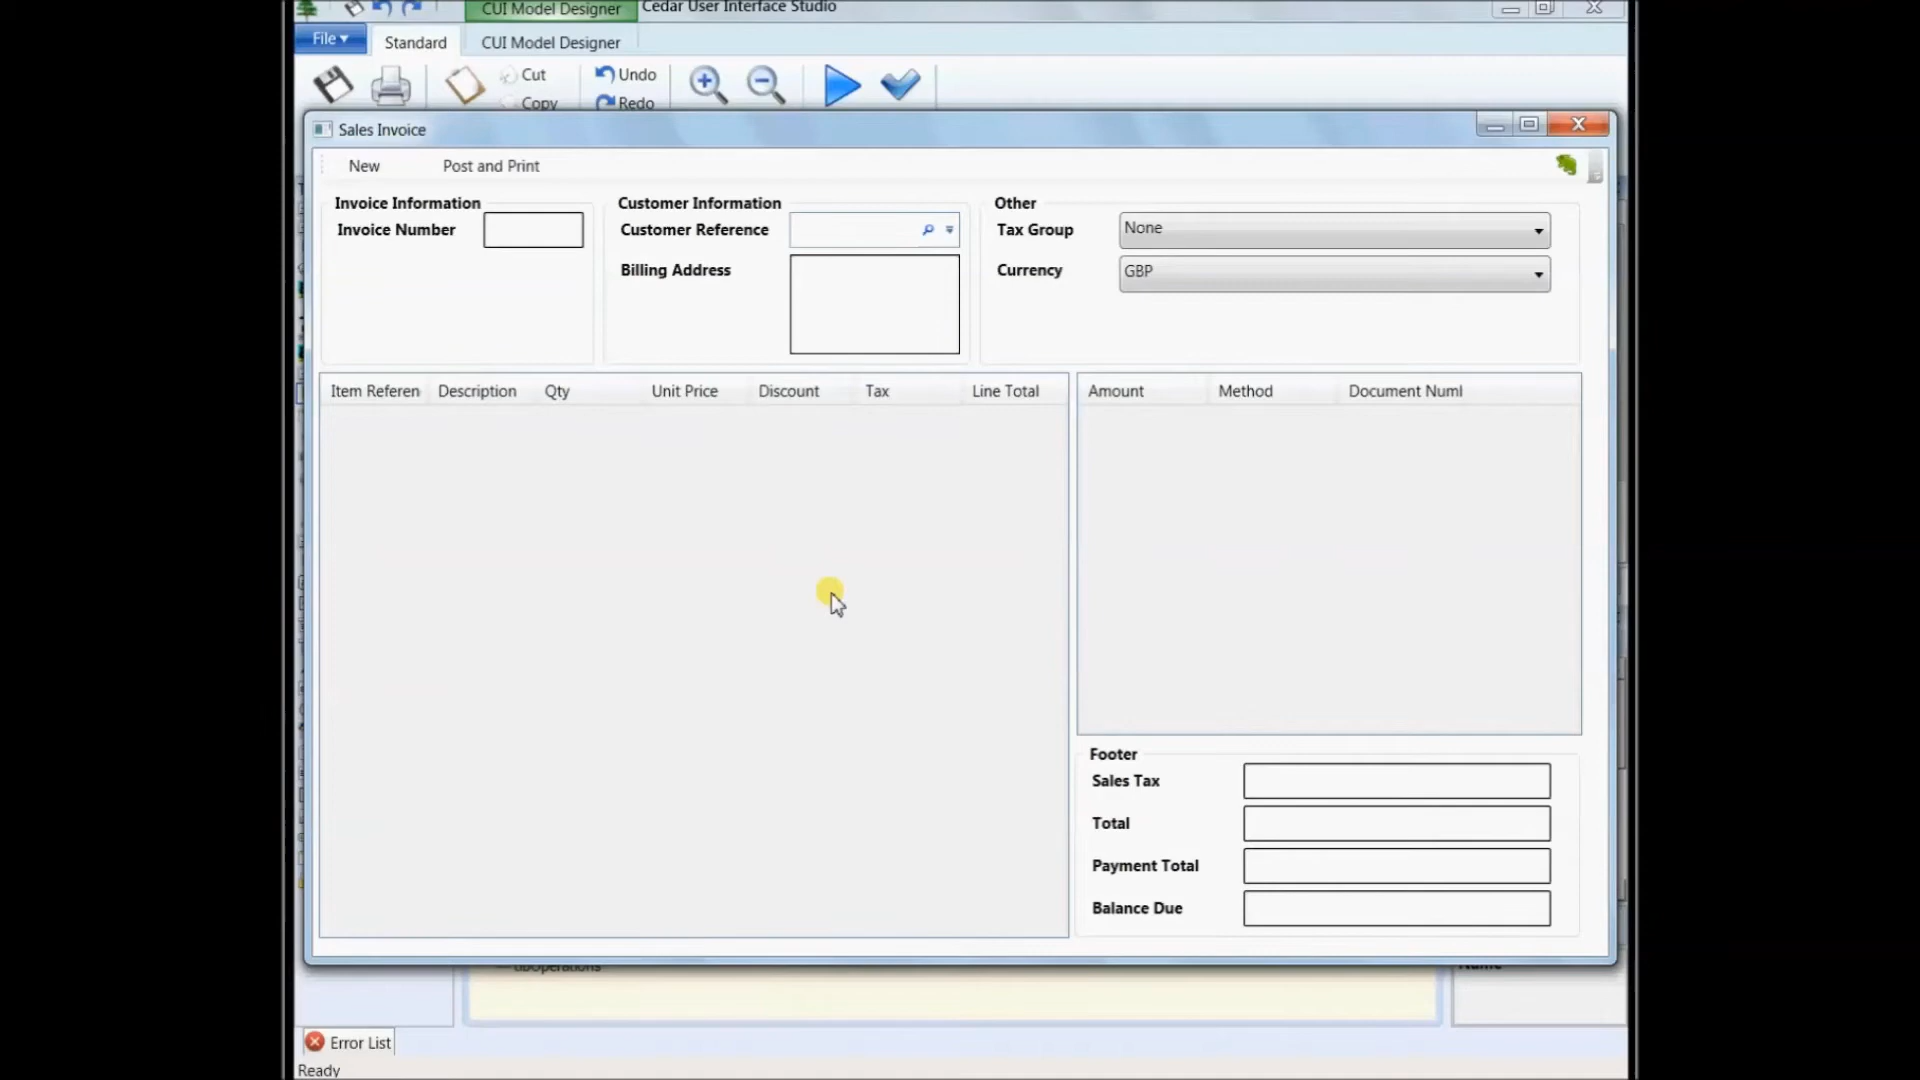 CUI Model Designer Cedar User Interface Studio
File Standard CUI Model Designer
Cut Undo
Copy Redo
Sales Invoice
New Post and Print
Invoice Information Customer Information Other
Invoice Number Customer Reference Tax Group None
Billing Address Currency GBP
Item Referen Description Qty Unit Price Discount Tax Line Total Amount Method Document Numl
Footer
Sales Tax
Total
Payment Total
Balance Due
Error List
Ready